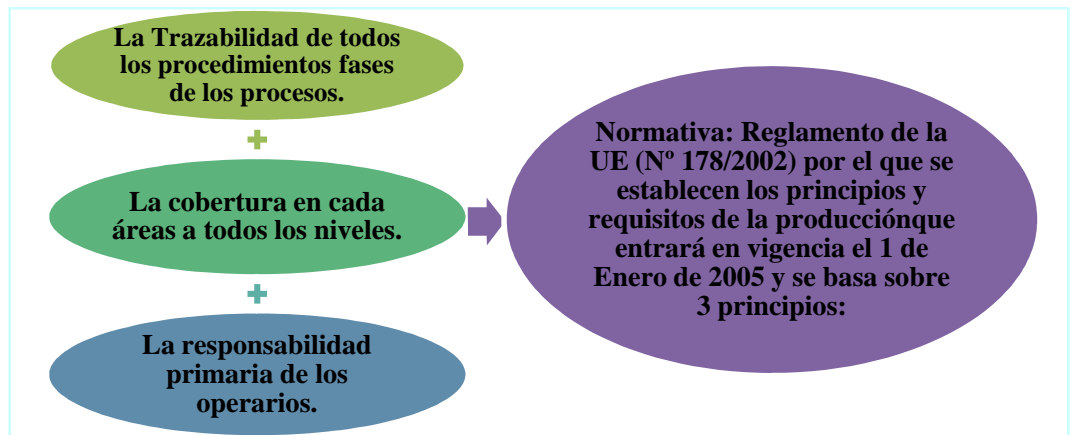 La Trazabilidad de todos
los procedimientos fases
de los procesos.
La cobertura en cada
áreas a todos los niveles.
La responsabilidad
primaria de los
operarios.
Normativa: Reglamento de la
UE (Nº 178/2002) por el que se
establecen los principios y
requisitos de la producciónque
entrará en vigencia el 1 de
Enero de 2005 y se basa sobre
3 principios: